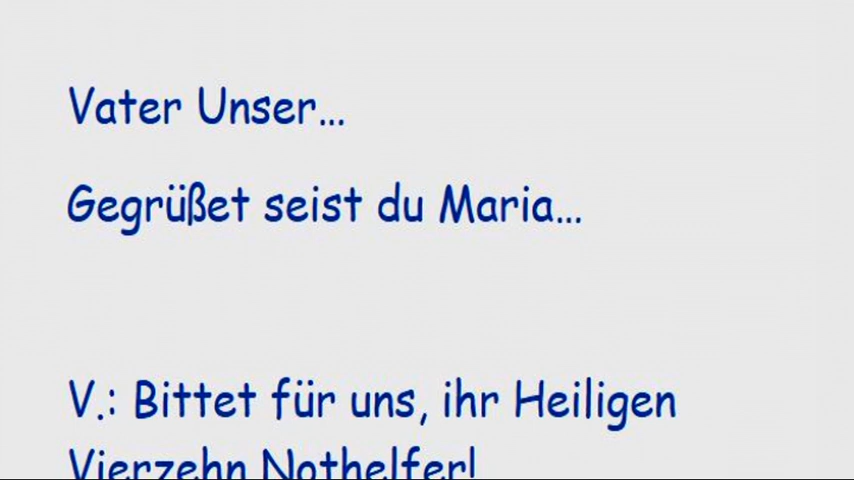 Vater Unser...
Gegrüßet seist du Maria...
V.: Bittet für uns, ihr Heiligen
Vierzehn Nothelfer!